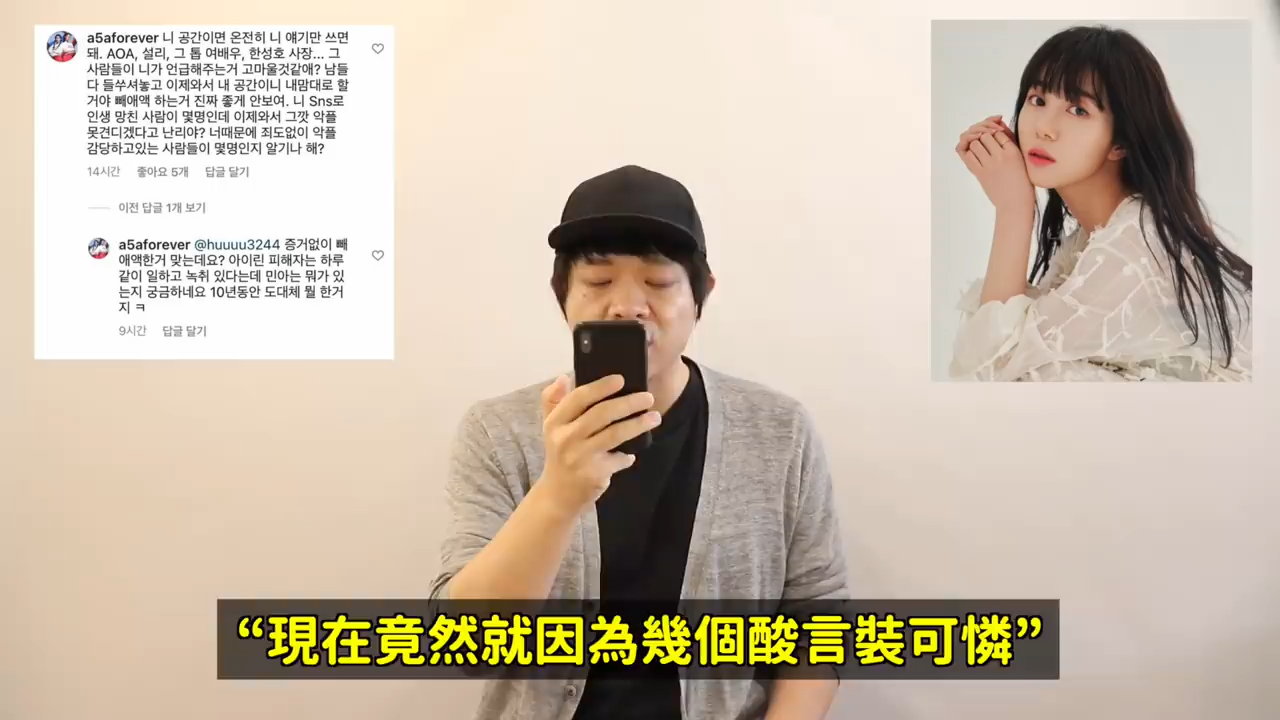 a5aforever 니 공간이면 온전히 니 얘기만 쓰면
돼. AOA, 설리, 그 톱 여배우, 한성호 사장... 그
사람들이 니가 언급해주는거 고마울것같애? 남들
다 들쑤셔놓고 이제와서 내 공간이니 내맘대로 할
거야 빼애액 하는거 진짜 좋게 안보여. 니 Sns로
인생 망친 사람이 몇명인데 이제와서 그깟 악플
못견디겠다고 난리야? 너때문에 죄도없이 악플
감당하고있는 사람들이 몇명인지 알기나 해?
14시간 좋아요 5개 답글 달기
이전 답글 1개 보기
a5aforever @huuuu3244 증거없이 빼
애액한거 맞는데요? 아이린 피해자는 하루
같이 일하고 녹취 있다는데 민아는 뭐가 있
는지 궁금하네요 10년동안 도대체 뭘 한거
지 ㅋ
9시간 답글 달기
“現在竟然就因為幾個酸言裝可憐”